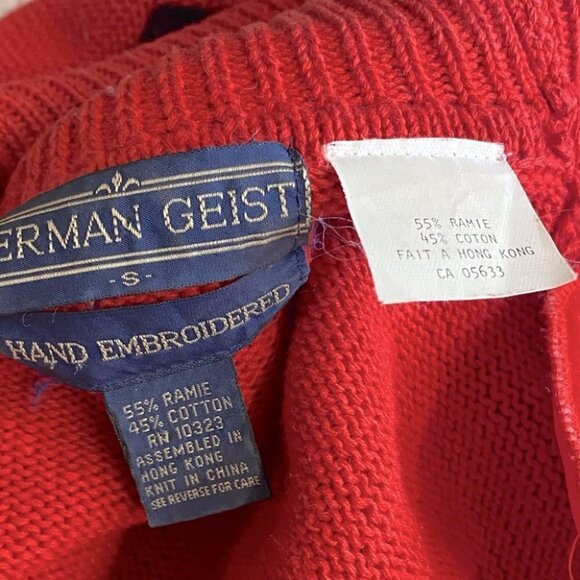 ERMAN GEIST
- S -
HAND EMBROIDERED
55% RAMIE
45% COTTON
RN 10323
ASSEMBLED IN
HONG KONG
KNIT IN CHINA
SEE REVERSE FOR CARE
55% RAMIE
45% COTON
FAIT A HONG KONG
CA 05633